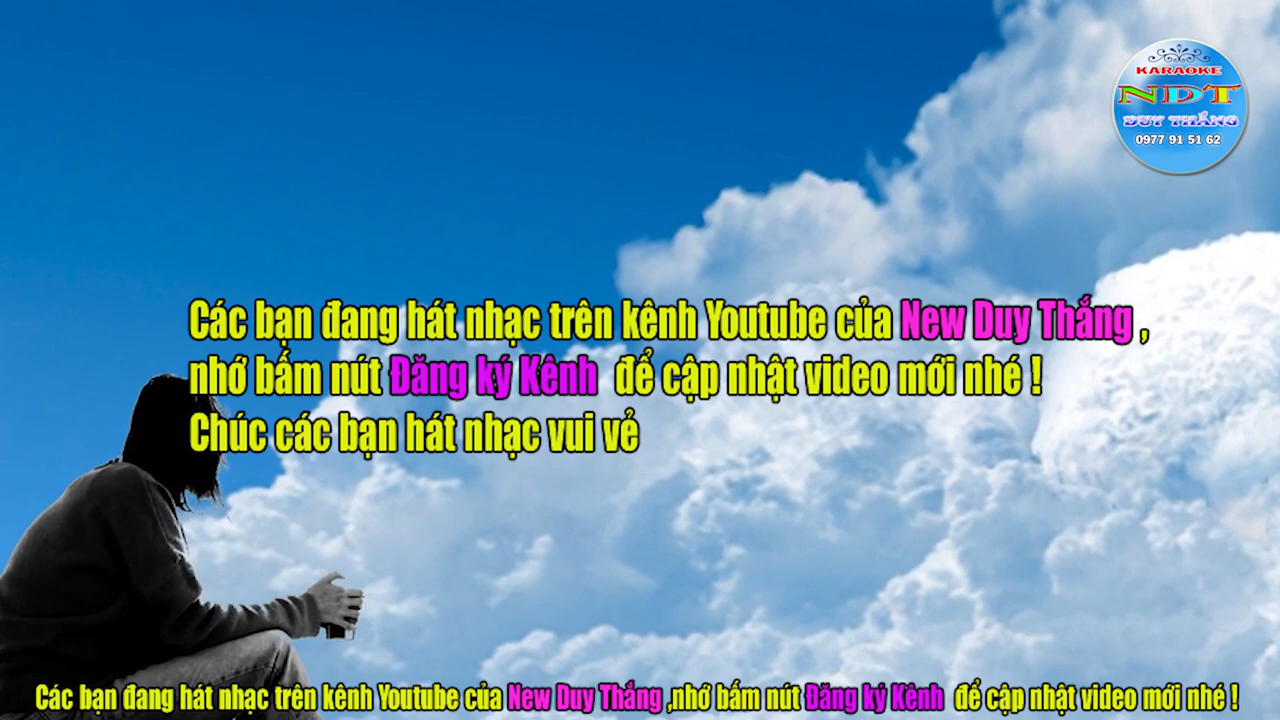 KARAOKE
NDT
DUY THẮNG
0977 91 51 62
Các bạn đang hát nhạc trên kênh Youtube của New Duy Thắng ,
nhớ bấm nút Đăng ký Kênh để cập nhật video mới nhé !
Chúc các bạn hát nhạc vui vẻ
Các bạn đang hát nhạc trên kênh Youtube của New Duy Thắng ,nhớ bấm nút Đăng ký Kênh để cập nhật video mới nhé !